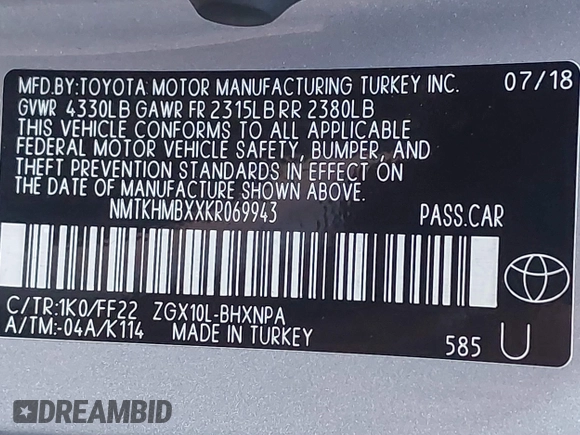 MFD.BY:TOYOTA MOTOR MANUFACTURING TURKEY INC. 07/18
GVWR 4330LB GAWR FR 2315LB RR 2380LB
THIS VEHICLE CONFORMS TO ALL APPLICABLE
FEDERAL MOTOR VEHICLE SAFETY, BUMPER, AND
THEFT PREVENTION STANDARDS IN EFFECT ON
THE DATE OF MANUFACTURE SHOWN ABOVE.
NMTKHMBXXKR069943 PASS.CAR
C/TR:1K0/FF22 ZGX10L-BHXNPA
A/TM:-04A/K114 MADE IN TURKEY 585 U
DREAMBID